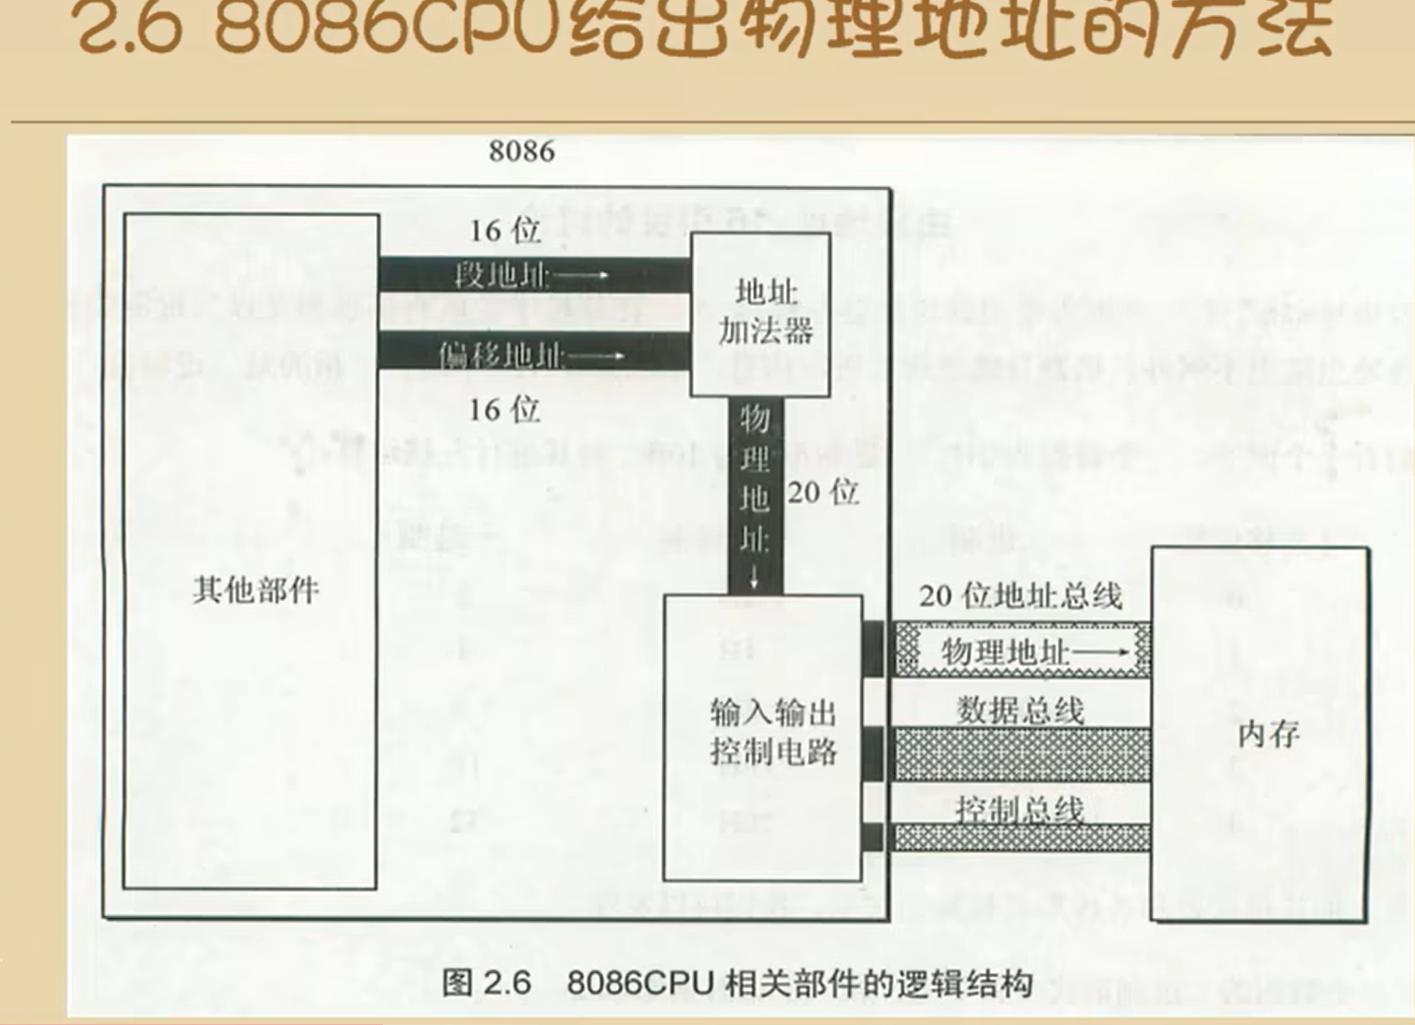 2.6 8086CPU给出物理地址的方法
8086
16 位
段地址
地址
加法器
偏移地址
16 位
物
理
地
址
20 位
其他部件
20 位地址总线
物理地址
输入输出
控制电路
数据总线
内存
控制总线
图 2.6 8086CPU 相关部件的逻辑结构